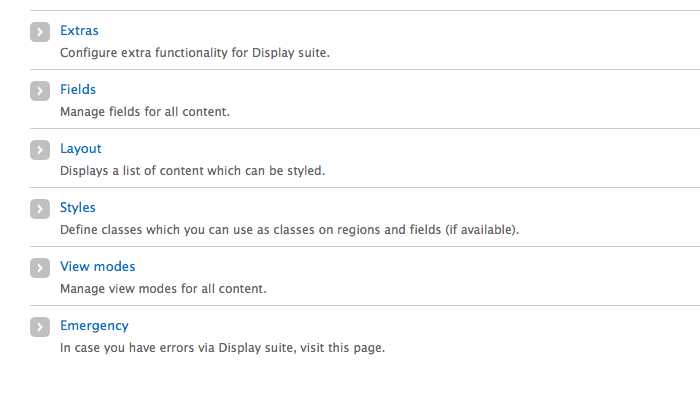 Extras
Configure extra functionality for Display suite.
Fields
Manage fields for all content.
Layout
Displays a list of content which can be styled.
Styles
Define classes which you can use as classes on regions and fields (if available).
View modes
Manage view modes for all content.
Emergency
In case you have errors via Display suite, visit this page.